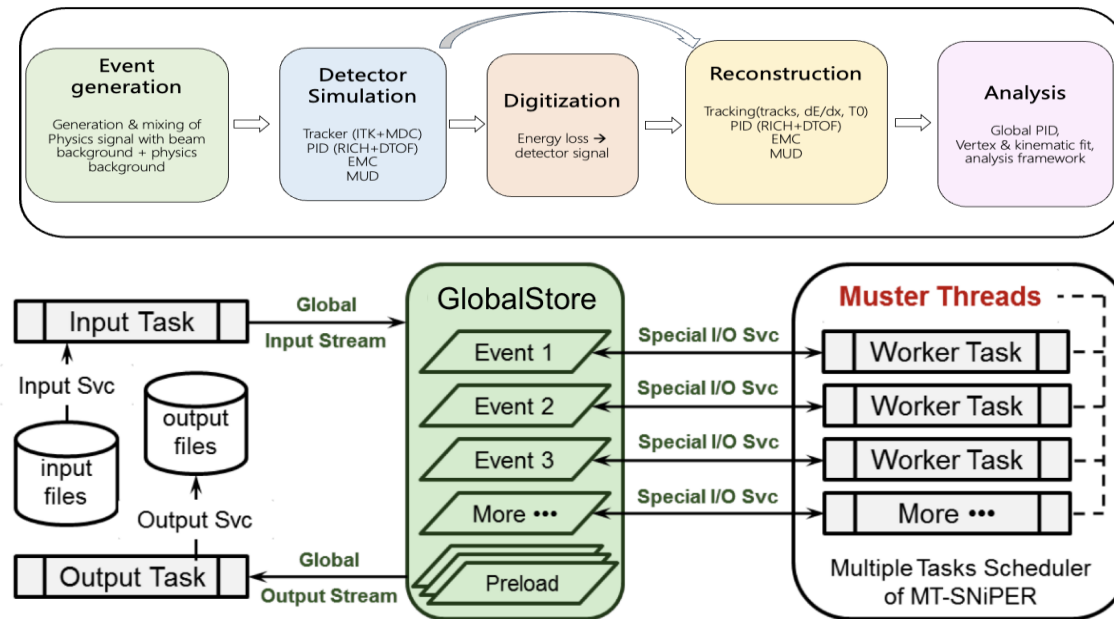 Event
generation
Generation & mixing of
Physics signal with beam
background + physics
background
Detector
Simulation
Tracker (ITK+MDC)
PID (RICH+DTOF)
EMC
MUD
Digitization
Energy loss →
detector signal
Reconstruction
Tracking(tracks, dE/dx, T0)
PID (RICH+DTOF)
EMC
MUD
Analysis
Global PID,
Vertex & kinematic fit,
analysis framework
Input Task
Input Svc
input
files
output
files
Output Svc
Output Task
Global
Input Stream
Global
Output Stream
GlobalStore
Event 1
Event 2
Event 3
More •••
Preload
Special I/O Svc
Special I/O Svc
Special I/O Svc
Special I/O Svc
Muster Threads
Worker Task
Worker Task
Worker Task
More •••
Multiple Tasks Scheduler
of MT-SNiPER